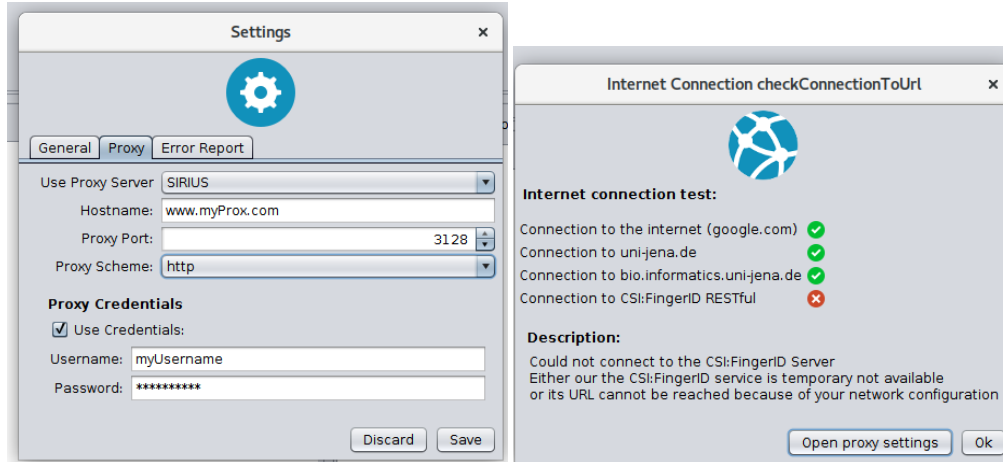 Settings
×
General Proxy Error Report
Use Proxy Server SIRIUS
Hostname: www.myProx.com
Proxy Port: 3128
Proxy Scheme: http
Proxy Credentials
Use Credentials:
Username: myUsername
Password: **********
Discard Save
Internet Connection checkConnectionToUrl
×
Internet connection test:
Connection to the internet (google.com)
Connection to uni-jena.de
Connection to bio.informatics.uni-jena.de
Connection to CSI:FingerID RESTful
Description:
Could not connect to the CSI:FingerID Server
Either our the CSI:FingerID service is temporary not available
or its URL cannot be reached because of your network configuration
Open proxy settings Ok